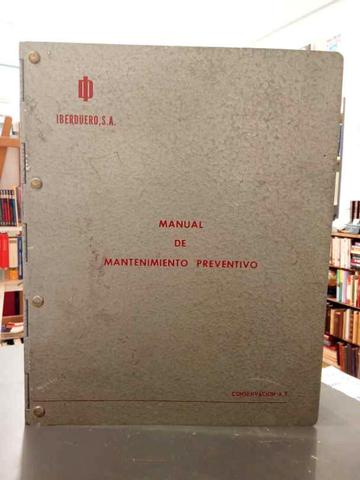 IBERDUERO, S.A.
MANUAL
DE
MANTENIMIENTO PREVENTIVO
CONSERVACION A.T.